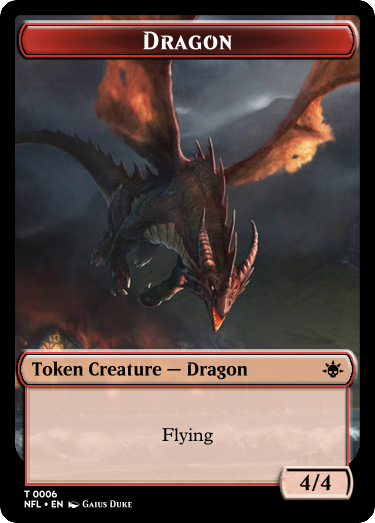 Dragon
Token Creature — Dragon
Flying
4/4
T 0006
NFL • EN Gaius Duke